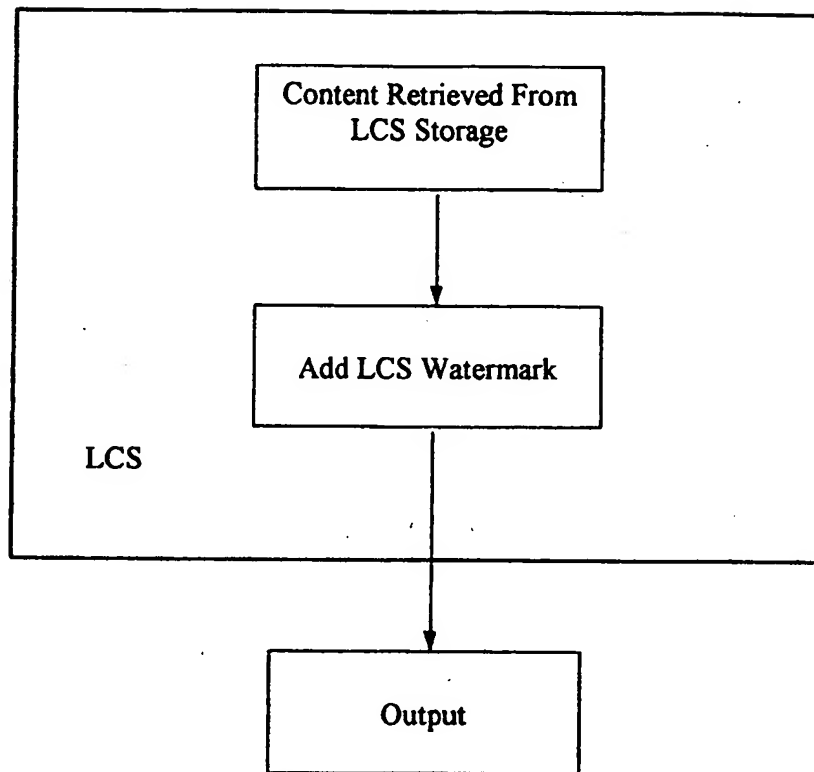 Content Retrieved From
LCS Storage
Add LCS Watermark
LCS
Output